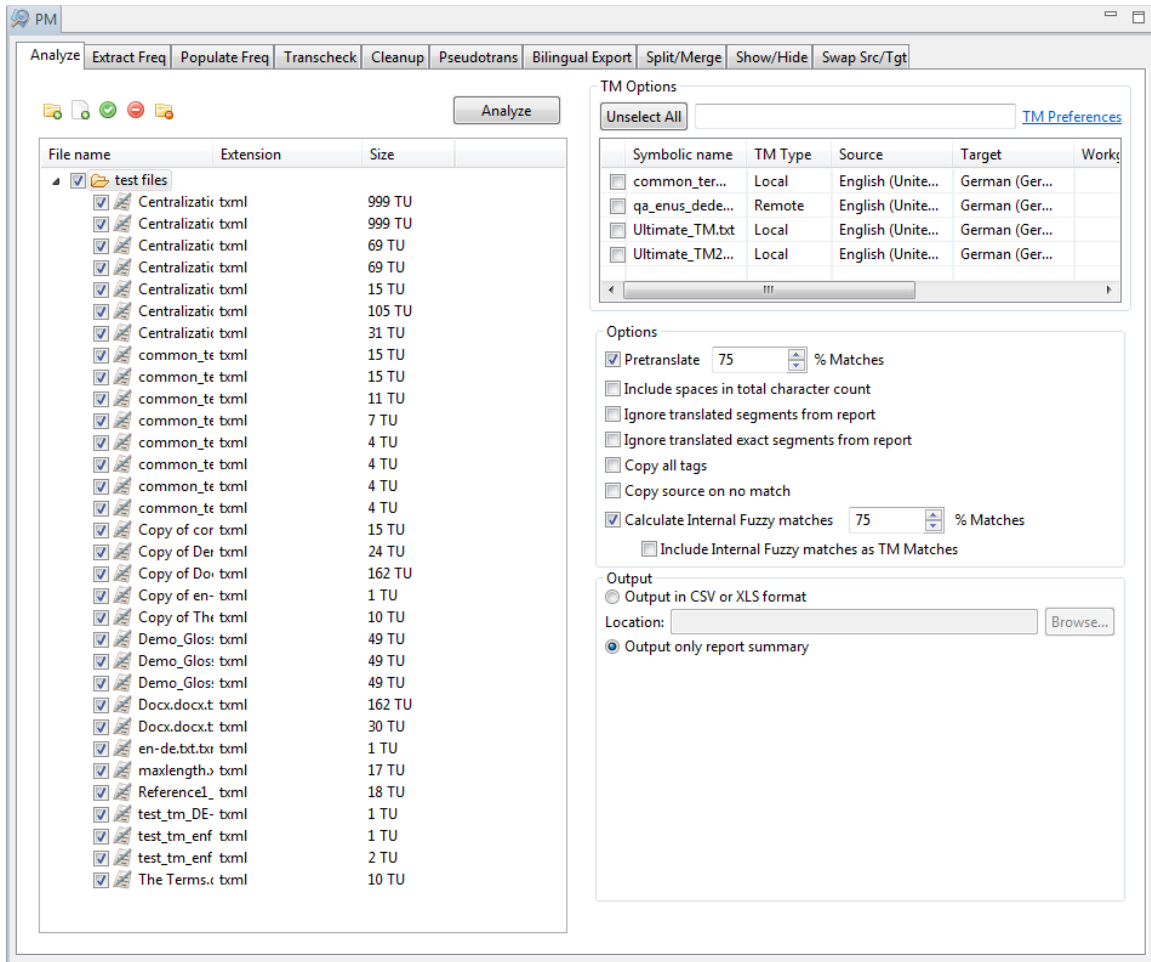 PM
Analyze Extract Freq Populate Freq Transcheck Cleanup Pseudotrans Bilingual Export Split/Merge Show/Hide Swap Src/Tgt
Analyze
File name Extension Size
test files
Centralizatic txml 999 TU
Centralizatic txml 999 TU
Centralizatic txml 69 TU
Centralizatic txml 69 TU
Centralizatic txml 15 TU
Centralizatic txml 105 TU
Centralizatic txml 31 TU
common_te txml 15 TU
common_te txml 15 TU
common_te txml 11 TU
common_te txml 7 TU
common_te txml 4 TU
common_te txml 4 TU
common_te txml 4 TU
common_te txml 4 TU
Copy of cor txml 15 TU
Copy of Der txml 24 TU
Copy of Do txml 162 TU
Copy of en- txml 1 TU
Copy of The txml 10 TU
Demo_Glos txml 49 TU
Demo_Glos txml 49 TU
Demo_Glos txml 49 TU
Docx.docx.t txml 162 TU
Docx.docx.t txml 30 TU
en-de.txt.txr txml 1 TU
maxlength.x txml 17 TU
Reference1_ txml 18 TU
test_tm_DE- txml 1 TU
test_tm_enf txml 1 TU
test_tm_enf txml 2 TU
The Terms.c txml 10 TU
TM Options
Unselect All TM Preferences
Symbolic name TM Type Source Target Workg
common_ter... Local English (Unite... German (Ger...
qa_enus_dede... Remote English (Unite... German (Ger...
Ultimate_TM.txt Local English (Unite... German (Ger...
Ultimate_TM2... Local English (Unite... German (Ger...
Options
Pretranslate 75 % Matches
Include spaces in total character count
Ignore translated segments from report
Ignore translated exact segments from report
Copy all tags
Copy source on no match
Calculate Internal Fuzzy matches 75 % Matches
Include Internal Fuzzy matches as TM Matches
Output
Output in CSV or XLS format
Location: Browse...
Output only report summary